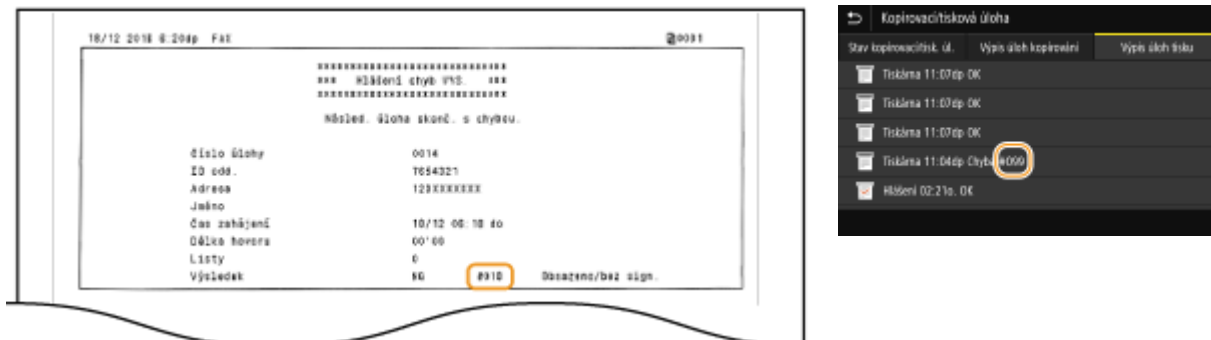 18/12 2018 6:20dp FAX 0001
*** Hlášení chyb VYS. ***
Násled. úloha skonč. s chybou.
číslo úlohy 0014
ID odd. 7654321
Adresa 123XXXXXXX
Jméno
čas zahájení 18/12 06:18 do
Délka hovoru 00'00
Listy 0
Výsledek NG #018 Obsazeno/bez sign.
Kopírovací/tisková úloha
Stav kopírovací/tisk. úl. Výpis úloh kopírování Výpis úloh tisku
Tiskárna 11:07dp OK
Tiskárna 11:07dp OK
Tiskárna 11:07dp OK
Tiskárna 11:04dp Chyba #099
Hlášení 02:21o. OK